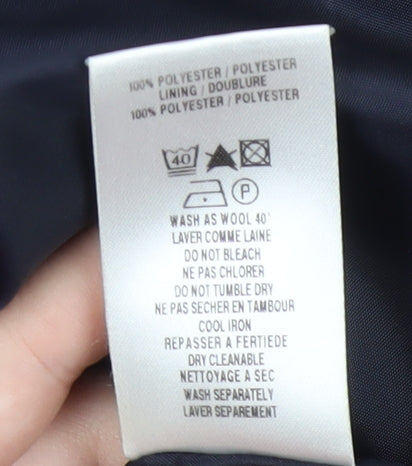 100% POLYESTER / POLYESTER
LINING / DOUBLURE
100% POLYESTER / POLYESTER
40
P
WASH AS WOOL 40°
LAVER COMME LAINE
DO NOT BLEACH
NE PAS CHLORER
DO NOT TUMBLE DRY
NE PAS SECHER EN TAMBOUR
COOL IRON
REPASSER A FERTIEDE
DRY CLEANABLE
NETTOYAGE A SEC
WASH SEPARATELY
LAVER SEPAREMENT